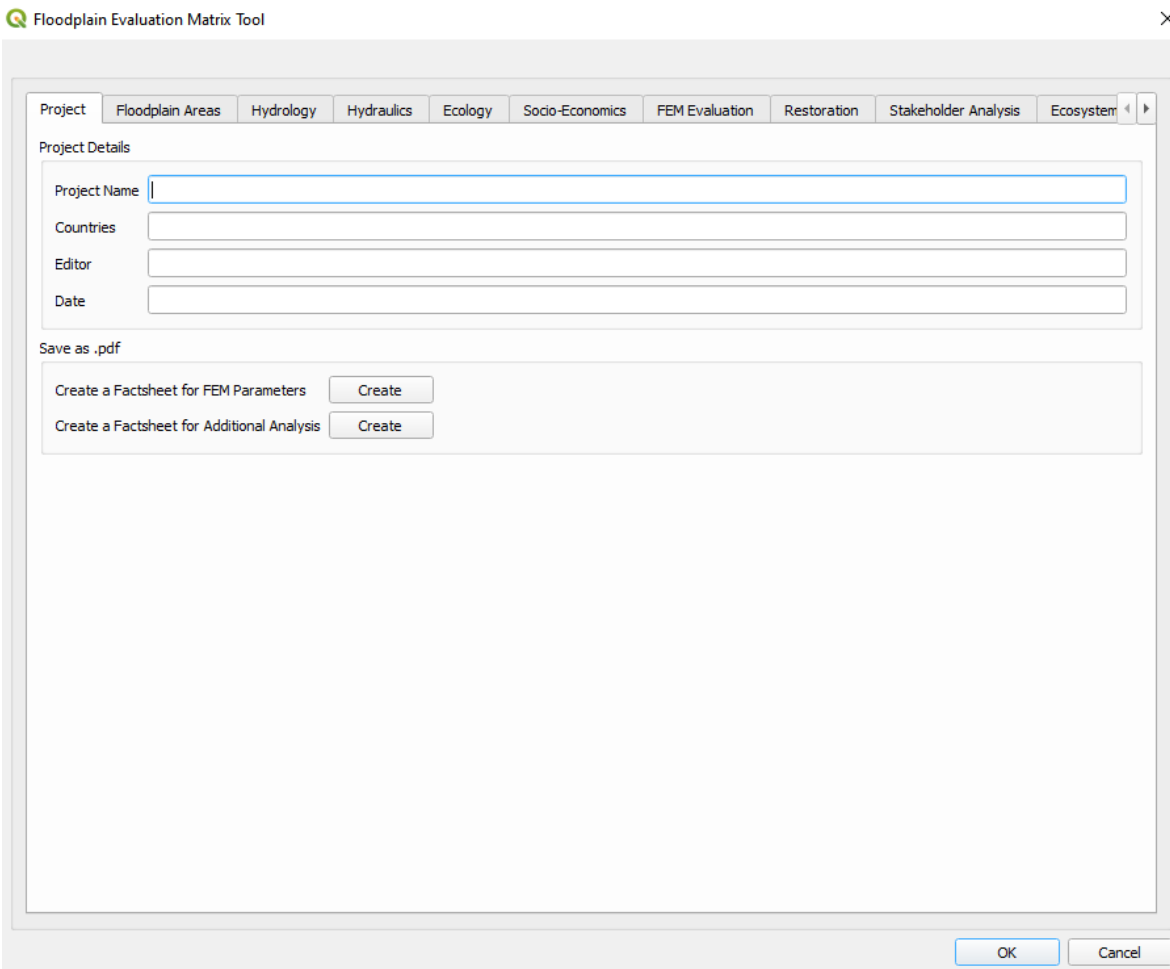 Floodplain Evaluation Matrix Tool
Project Floodplain Areas Hydrology Hydraulics Ecology Socio-Economics FEM Evaluation Restoration Stakeholder Analysis Ecosystem
Project Details
Project Name
Countries
Editor
Date
Save as .pdf
Create a Factsheet for FEM Parameters Create
Create a Factsheet for Additional Analysis Create
OK Cancel